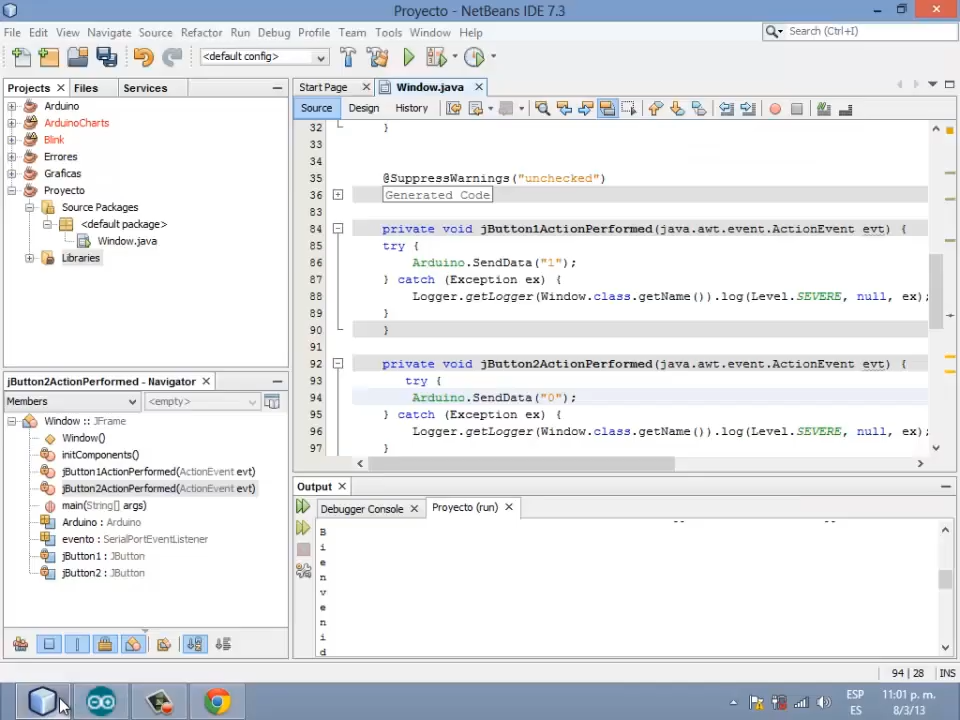 Proyecto - NetBeans IDE 7.3
File Edit View Navigate Source Refactor Run Debug Profile Team Tools Window Help
Search (Ctrl+I)
<default config>
Projects Files Services
Arduino
ArduinoCharts
Blink
Errores
Graficas
Proyecto
Source Packages
<default package>
Window.java
Libraries
jButton2ActionPerformed - Navigator
Members <empty>
Window :: JFrame
Window()
initComponents()
jButton1ActionPerformed(ActionEvent evt)
jButton2ActionPerformed(ActionEvent evt)
main(String[] args)
Arduino : Arduino
evento : SerialPortEventListener
jButton1 : JButton
jButton2 : JButton
Start Page Window.java
Source Design History
32 }
33
34
35 @SuppressWarnings("unchecked")
36 Generated Code
83
84 private void jButton1ActionPerformed(java.awt.event.ActionEvent evt) {
85 try {
86 Arduino.SendData("1");
87 } catch (Exception ex) {
88 Logger.getLogger(Window.class.getName()).log(Level.SEVERE, null, ex);
89 }
90 }
91
92 private void jButton2ActionPerformed(java.awt.event.ActionEvent evt) {
93 try {
94 Arduino.SendData("0");
95 } catch (Exception ex) {
96 Logger.getLogger(Window.class.getName()).log(Level.SEVERE, null, ex);
97 }
Output
Debugger Console Proyecto (run)
B
i
e
n
v
e
n
i
d
94 | 28 INS
ESP
ES
11:01 p. m.
8/3/13